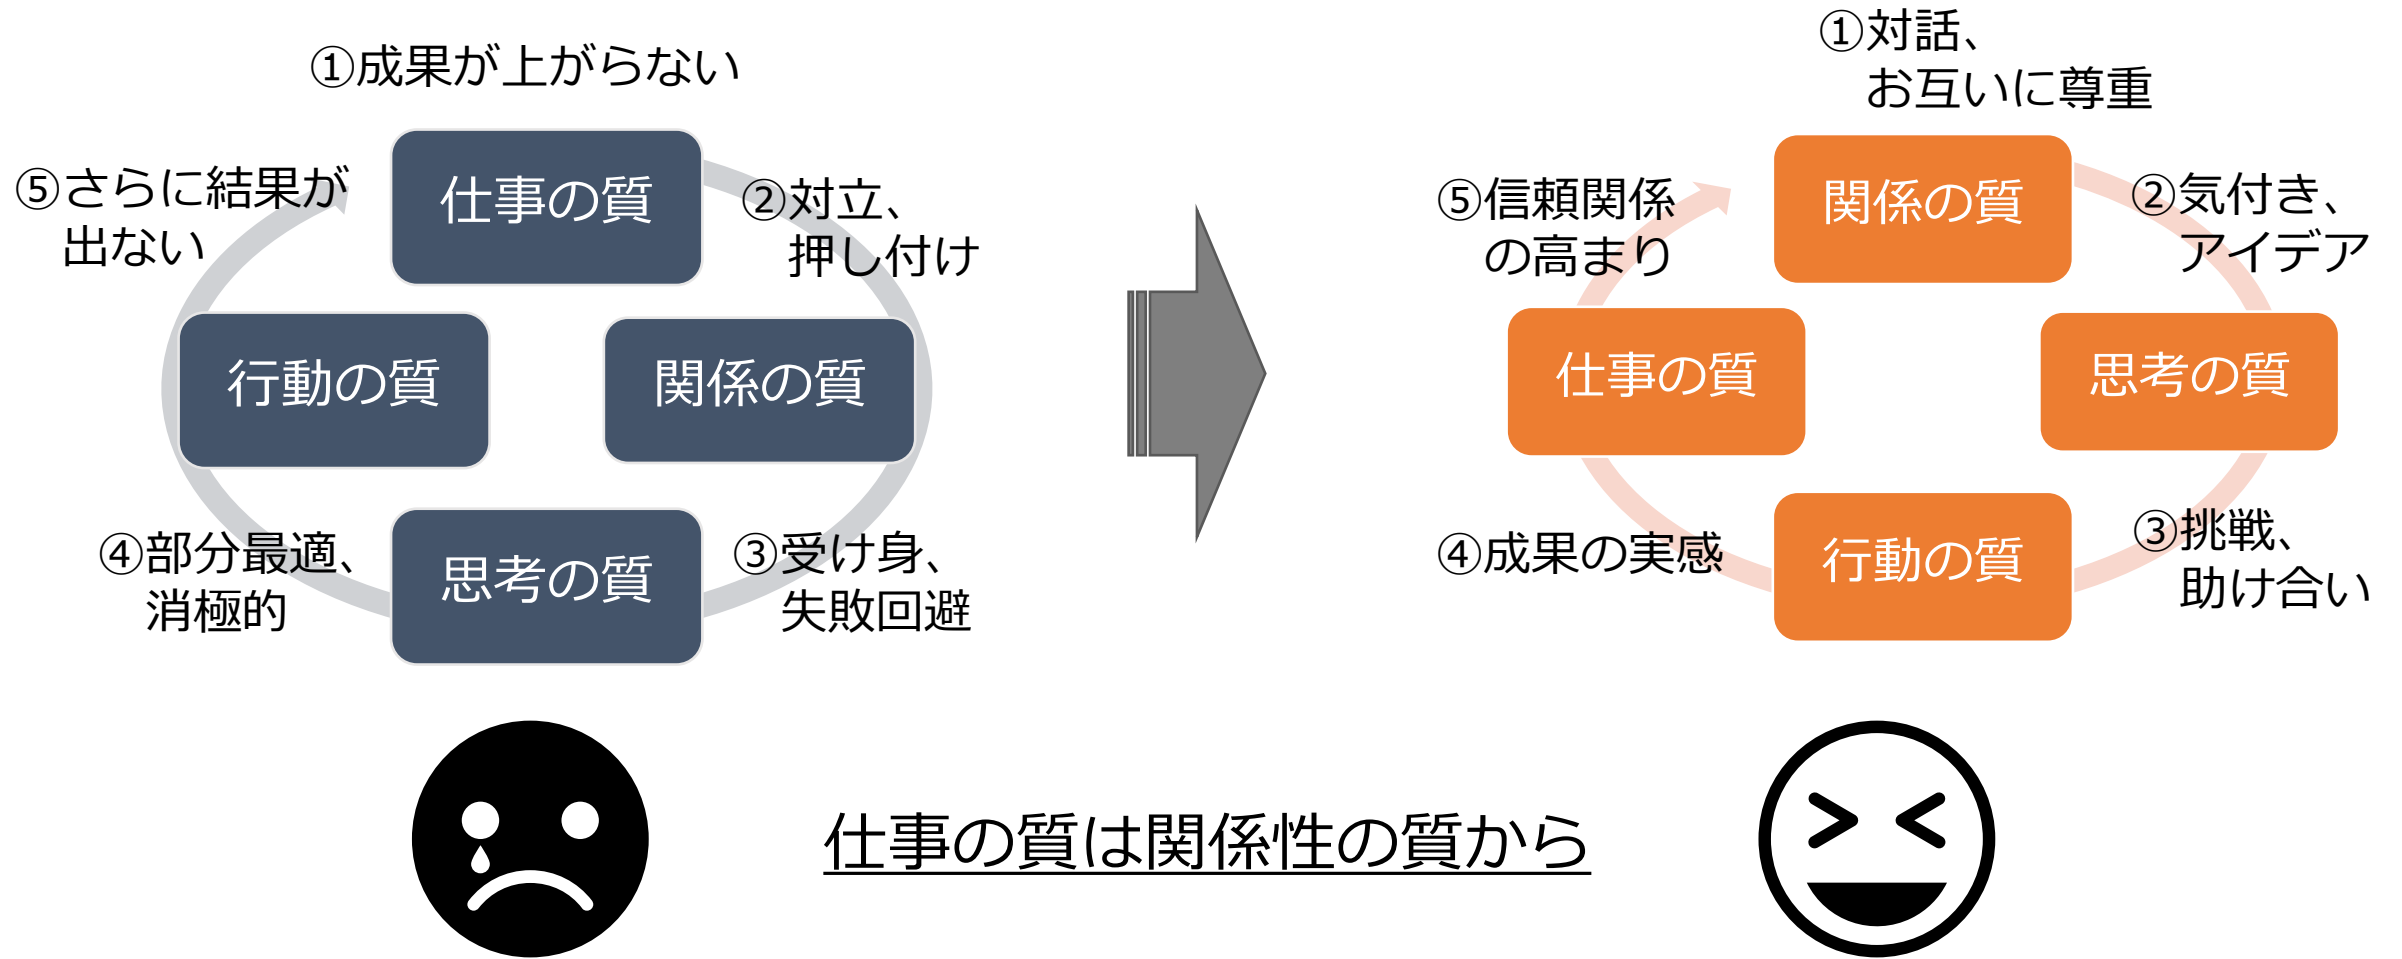 ①成果が上がらない
仕事の質
②対立、
押し付け
関係の質
③受け身、
失敗回避
思考の質
④部分最適、
消極的
行動の質
⑤さらに結果が
出ない
①対話、
お互いに尊重
関係の質
②気付き、
アイデア
思考の質
③挑戦、
助け合い
行動の質
④成果の実感
仕事の質
⑤信頼関係
の高まり
仕事の質は関係性の質から